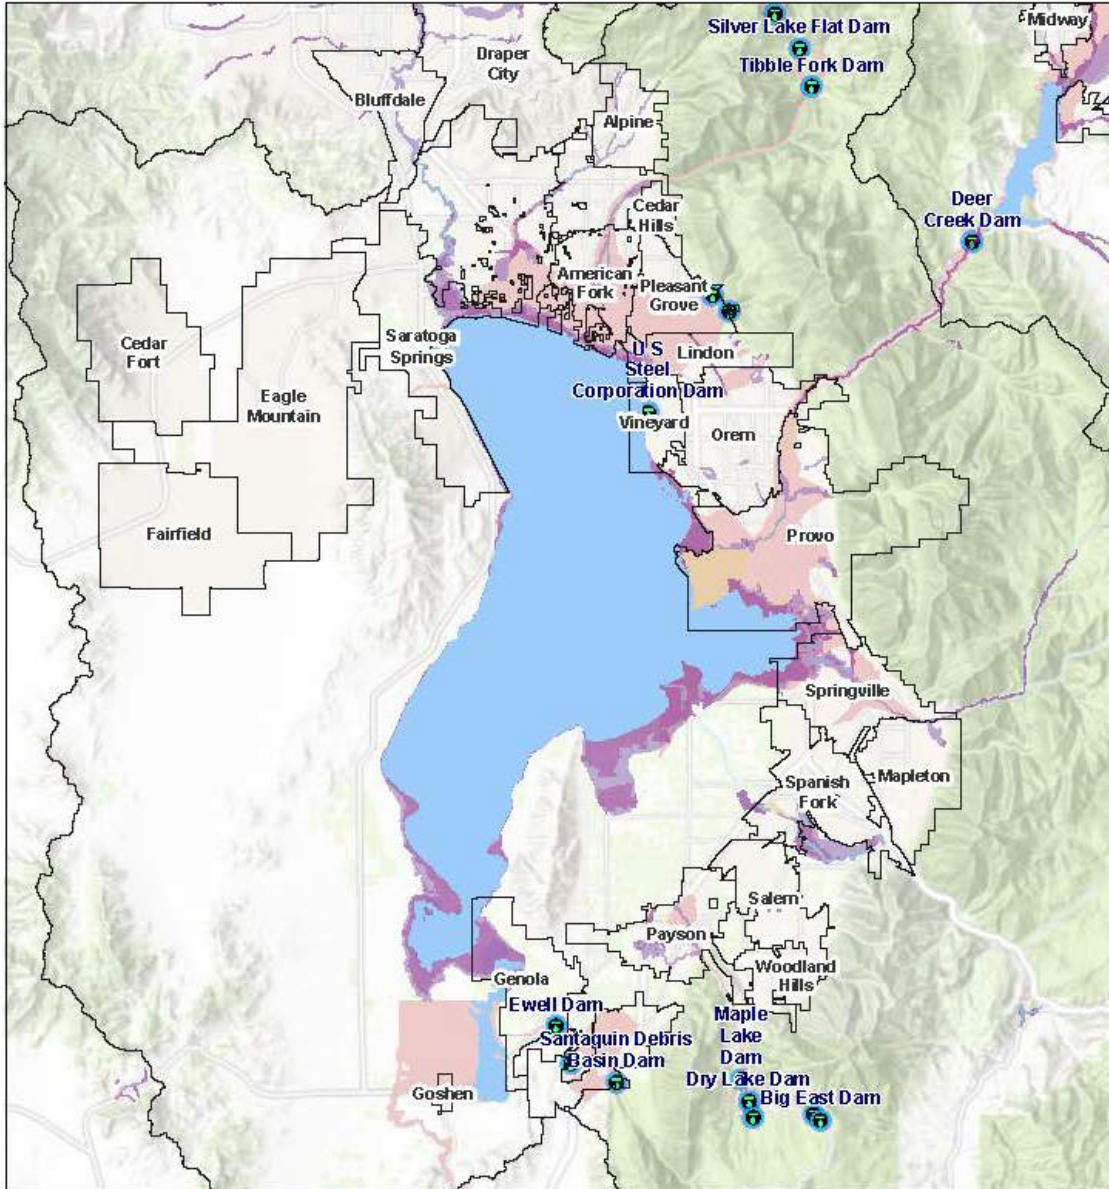 Silver Lake Flat Dam
Midway
Draper
City
Tibble Fork Dam
Bluffdale
Alpine
Deer
Creek Dam
Cedar
Hills
American
Fork
Pleasant
Grove
Saratoga
Springs
Cedar
Fort
U S
Steel
Corporation Dam
Lindon
Eagle
Mountain
Vineyard
Orem
Fairfield
Provo
Springville
Spanish
Fork
Mapleton
Salem
Payson
Woodland
Hills
Genola
Ewell Dam
Maple
Lake
Dam
Santaquin Debris
Basin Dam
Dry Lake Dam
Goshen
Big East Dam